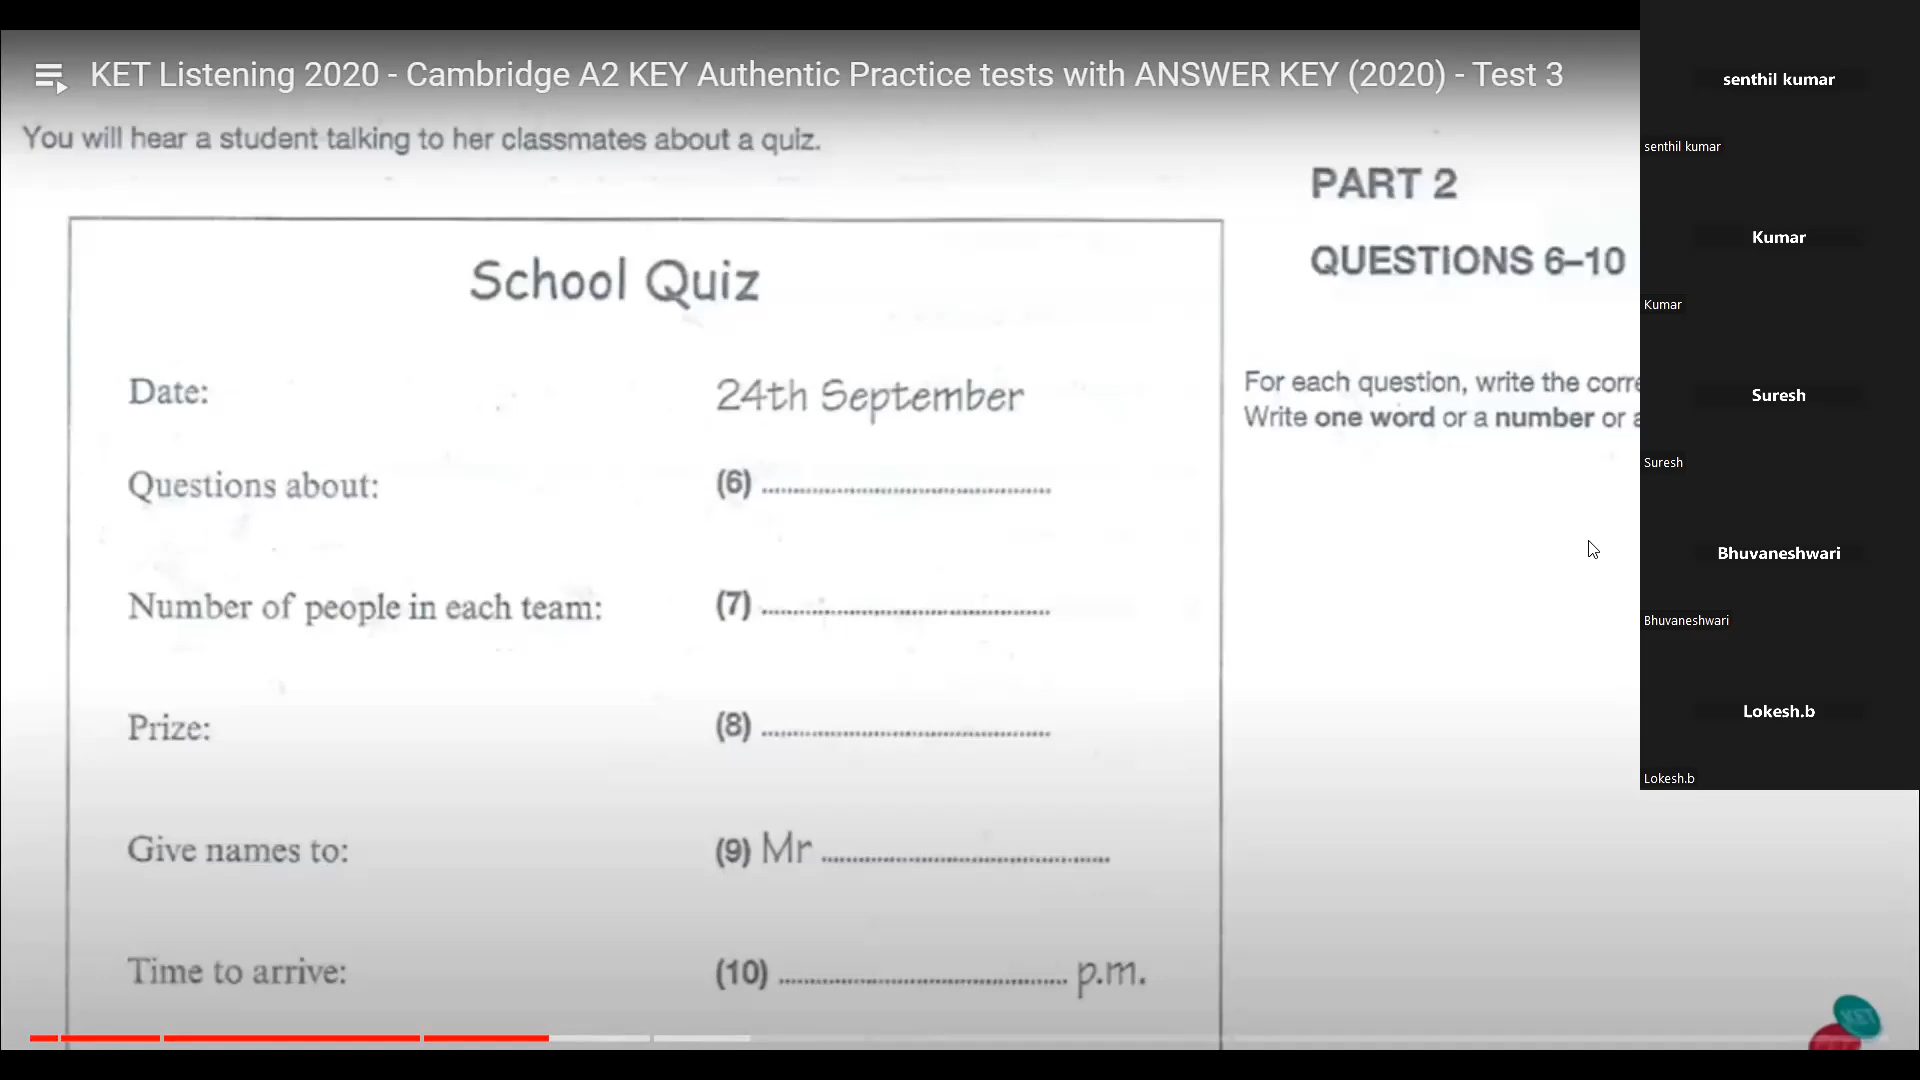 KET Listening 2020 - Cambridge A2 KEY Authentic Practice tests with ANSWER KEY (2020) - Test 3
You will hear a student talking to her classmates about a quiz.
School Quiz
Date: 24th September
Questions about: (6)
Number of people in each team: (7)
Prize: (8)
Give names to: (9) Mr
Time to arrive: (10) p.m.
PART 2
QUESTIONS 6–10
For each question, write the
Write one word or a number or
senthil kumar
senthil kumar
Kumar
Kumar
Suresh
Suresh
Bhuvaneshwari
Bhuvaneshwari
Lokesh.b
Lokesh.b
KET